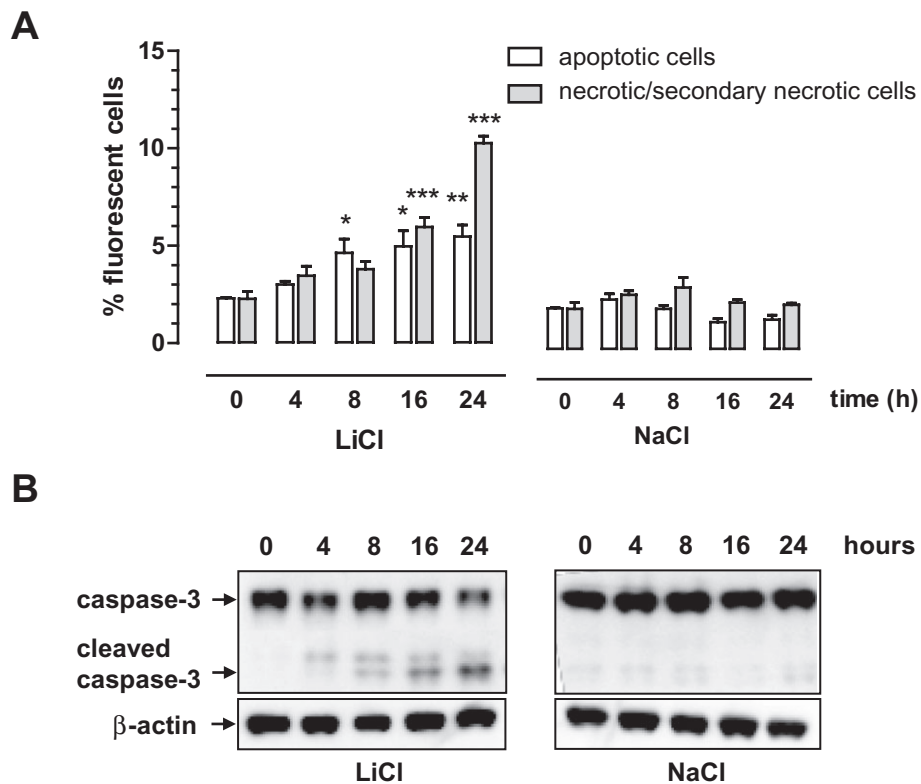 A
15
10
5
0
% fluorescent cells
apoptotic cells
necrotic/secondary necrotic cells
* * *** ** ***
0 4 8 16 24 0 4 8 16 24 time (h)
LiCl NaCl
B
0 4 8 16 24 0 4 8 16 24 hours
caspase-3
cleaved
caspase-3
β-actin
LiCl NaCl